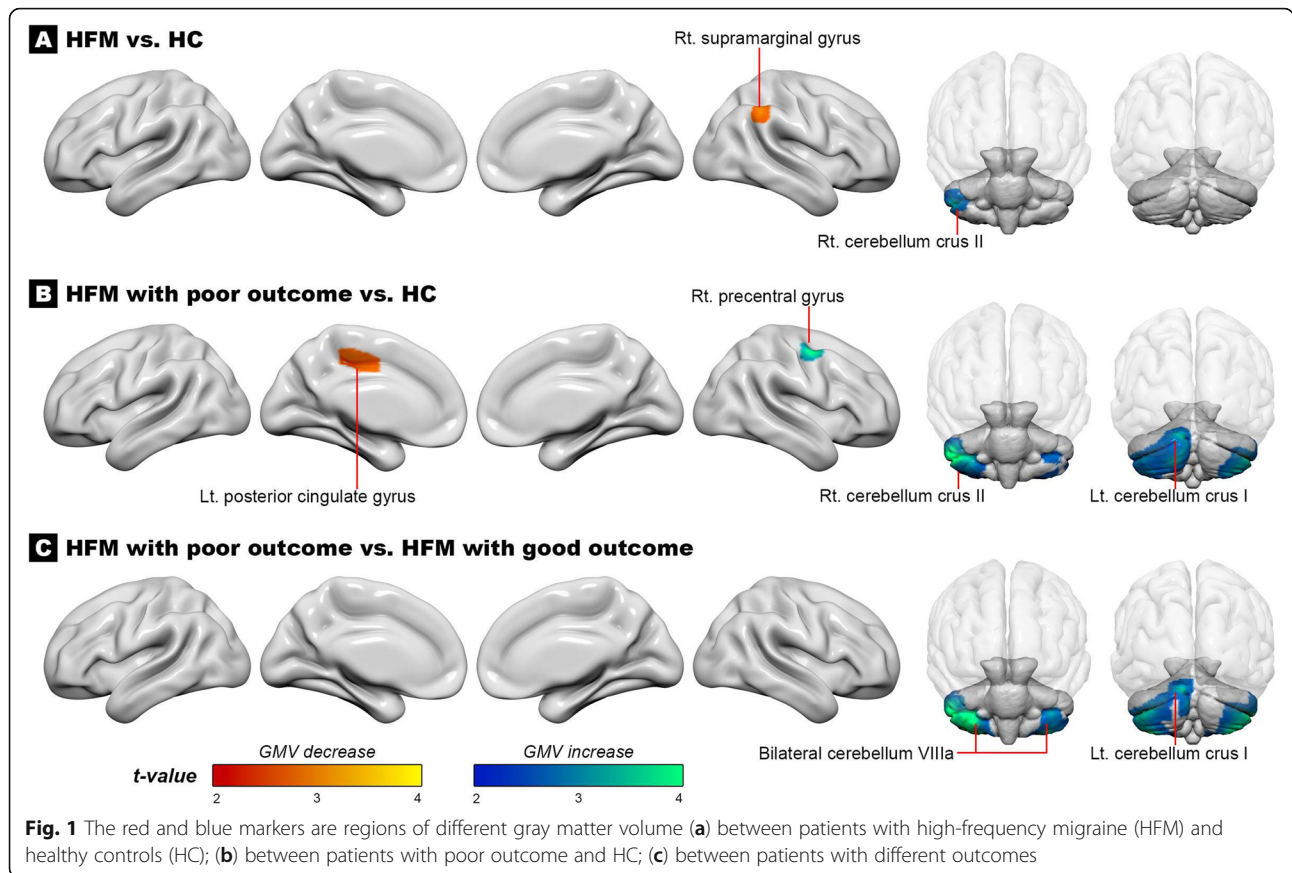 A HFM vs. HC
Rt. supramarginal gyrus
Rt. cerebellum crus II
B HFM with poor outcome vs. HC
Rt. precentral gyrus
Lt. posterior cingulate gyrus
Rt. cerebellum crus II
Lt. cerebellum crus I
C HFM with poor outcome vs. HFM with good outcome
Bilateral cerebellum VIIIa
Lt. cerebellum crus I
GMV decrease
GMV increase
t-value
2 3 4
2 3 4
Fig. 1 The red and blue markers are regions of different gray matter volume (a) between patients with high-frequency migraine (HFM) and
healthy controls (HC); (b) between patients with poor outcome and HC; (c) between patients with different outcomes